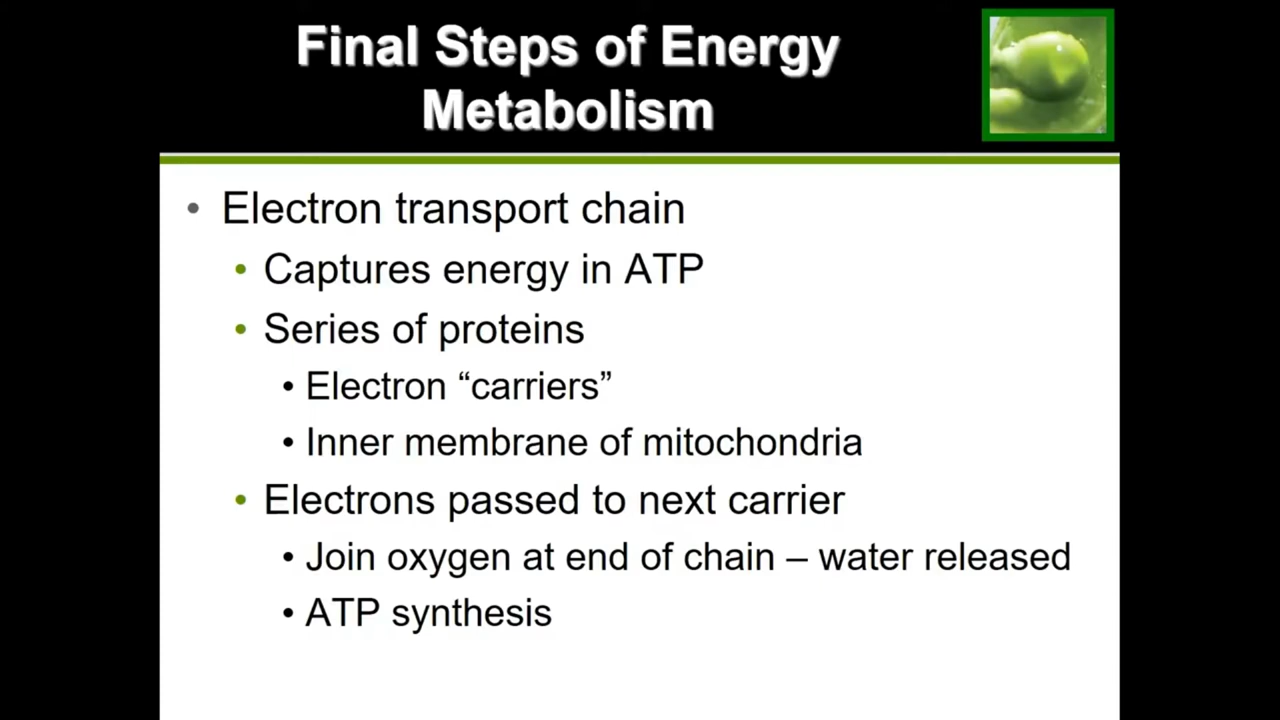 Final Steps of Energy
Metabolism
• Electron transport chain
• Captures energy in ATP
• Series of proteins
• Electron “carriers”
• Inner membrane of mitochondria
• Electrons passed to next carrier
• Join oxygen at end of chain – water released
• ATP synthesis